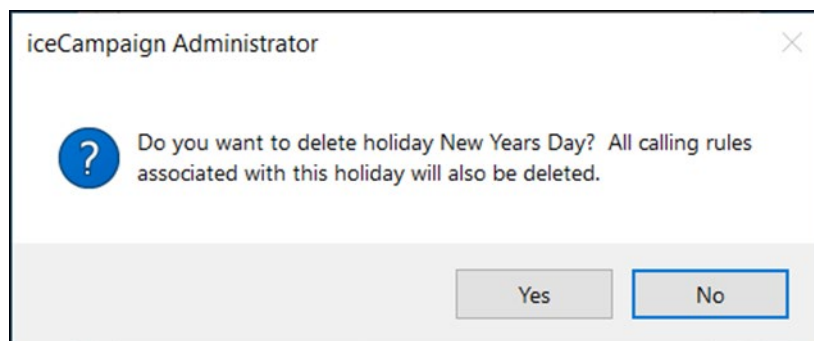 iceCampaign Administrator
Do you want to delete holiday New Years Day?  All calling rules
associated with this holiday will also be deleted.
Yes
No